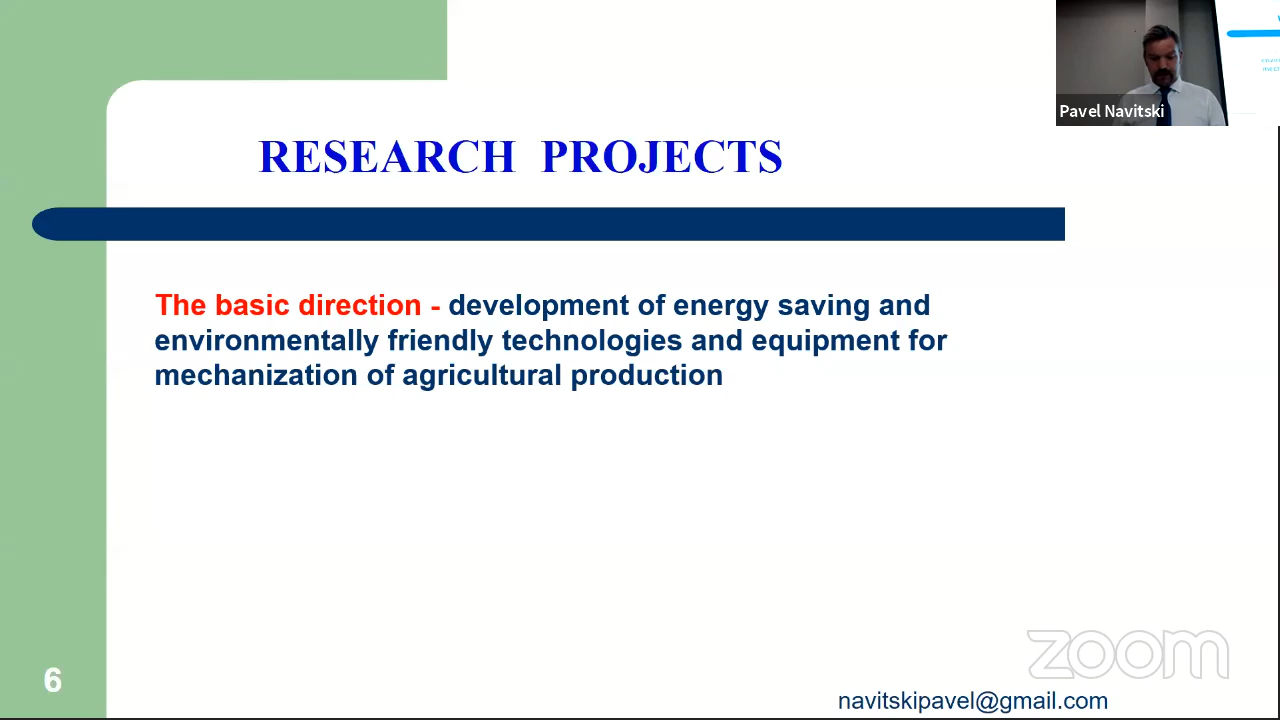 Pavel Navitski
RESEARCH PROJECTS
The basic direction - development of energy saving and
environmentally friendly technologies and equipment for
mechanization of agricultural production
zoom
6
navitskipavel@gmail.com